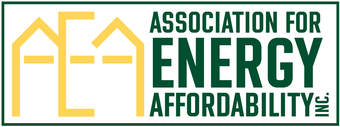 AEA
ASSOCIATION FOR
ENERGY
AFFORDABILITY INC.